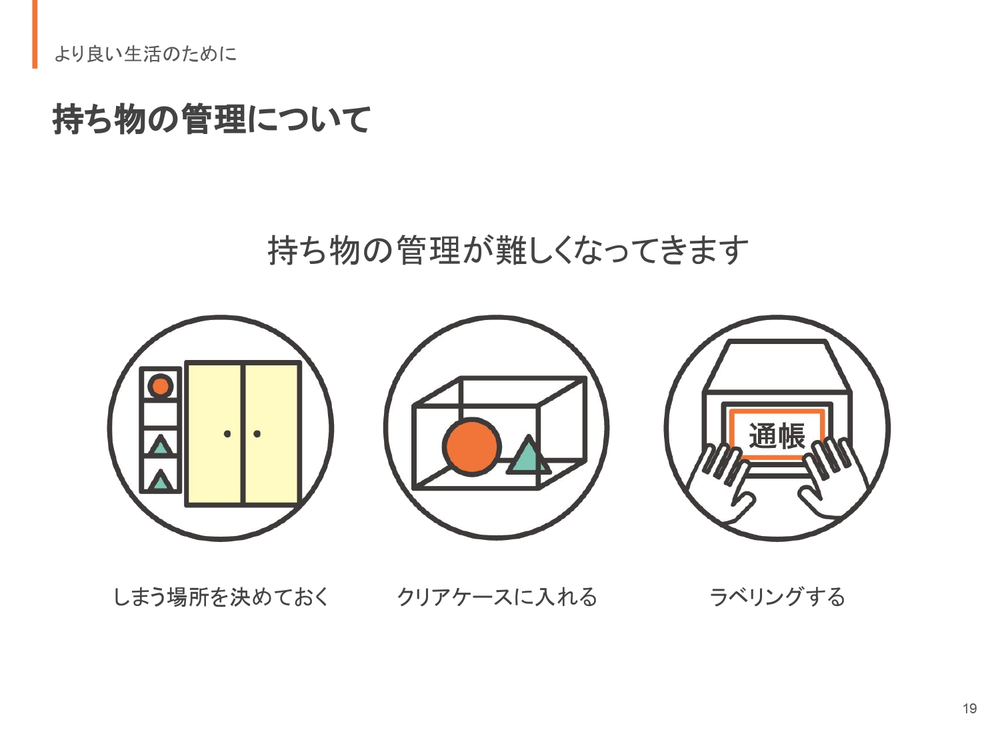 より良い生活のために
持ち物の管理について
持ち物の管理が難しくなってきます
通帳
しまう場所を決めておく
クリアケースに入れる
ラベリングする
19